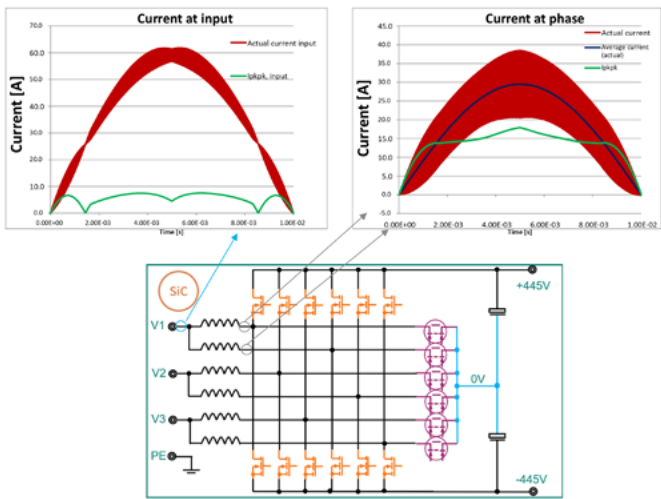 Current at input
Actual current input
Ipkpk, input
Current [A]
70.0
60.0
50.0
40.0
30.0
20.0
10.0
0.0
0.00E+00 2.00E-03 4.00E-03 6.00E-03 8.00E-03 1.00E-02
Time [s]
Current at phase
Actual current
Average current
(actual)
Ipkpk
Current [A]
45.0
40.0
35.0
30.0
25.0
20.0
15.0
10.0
5.0
0.0
-5.0
0.00E+00 2.00E-03 4.00E-03 6.00E-03 8.00E-03 1.00E-02
Time [s]
SiC
+445V
V1
V2
0V
V3
PE
-445V